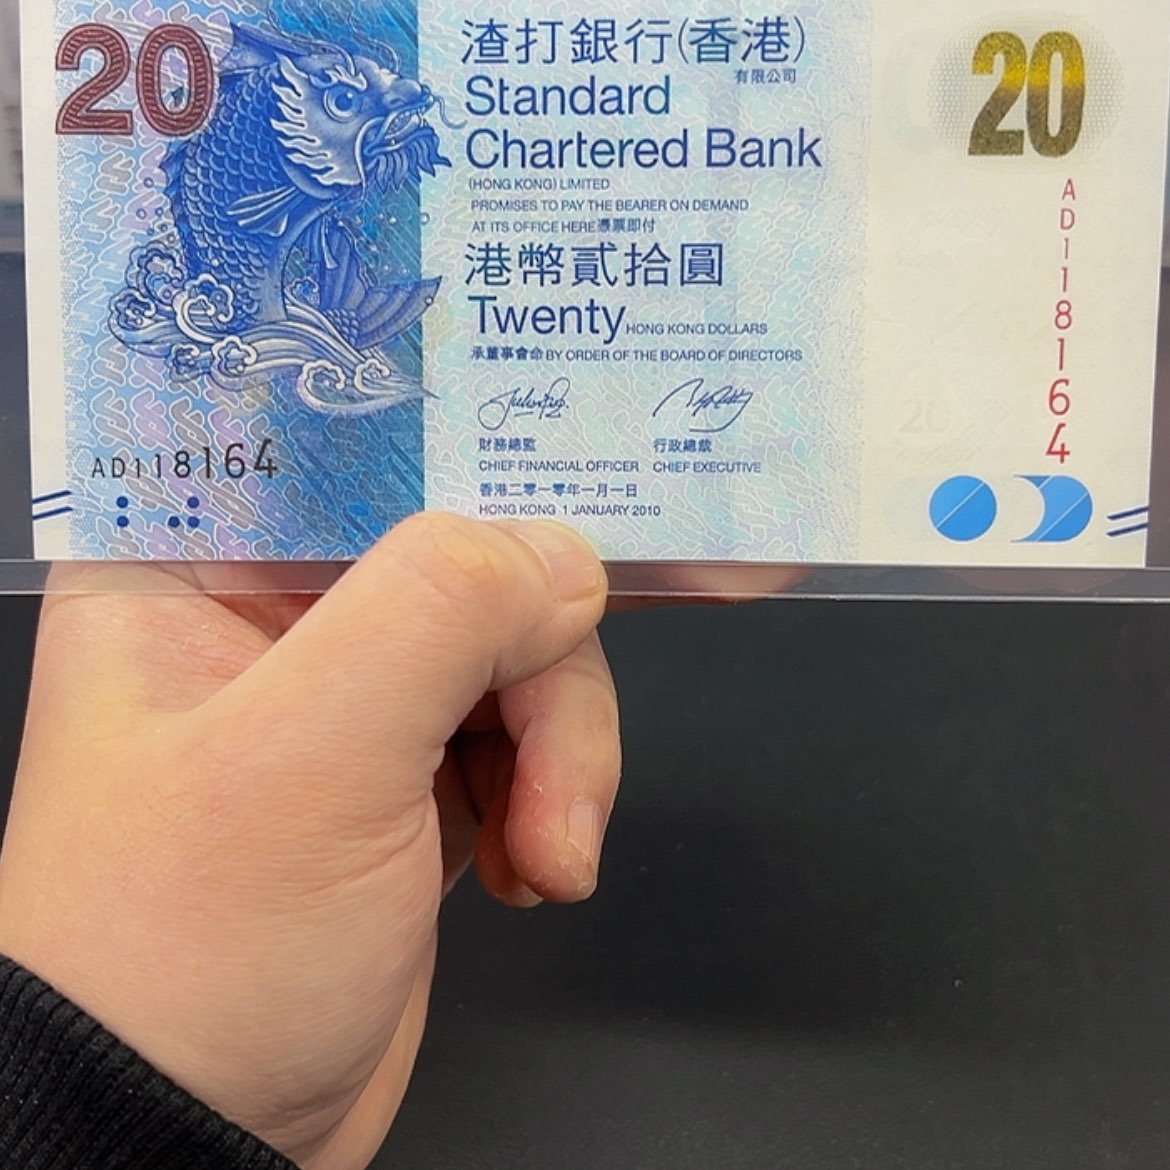 20
渣打銀行(香港)
有限公司
20
Standard
Chartered Bank
(HONG KONG) LIMITED
PROMISES TO PAY THE BEARER ON DEMAND
AT ITS OFFICE HERE憑票即付
港幣貳拾圓
Twenty HONG KONG DOLLARS
承董事會命 BY ORDER OF THE BOARD OF DIRECTORS
財務總監 行政總裁
CHIEF FINANCIAL OFFICER CHIEF EXECUTIVE
香港二零一零年一月一日
HONG KONG 1 JANUARY 2010
AD118164
AD118164